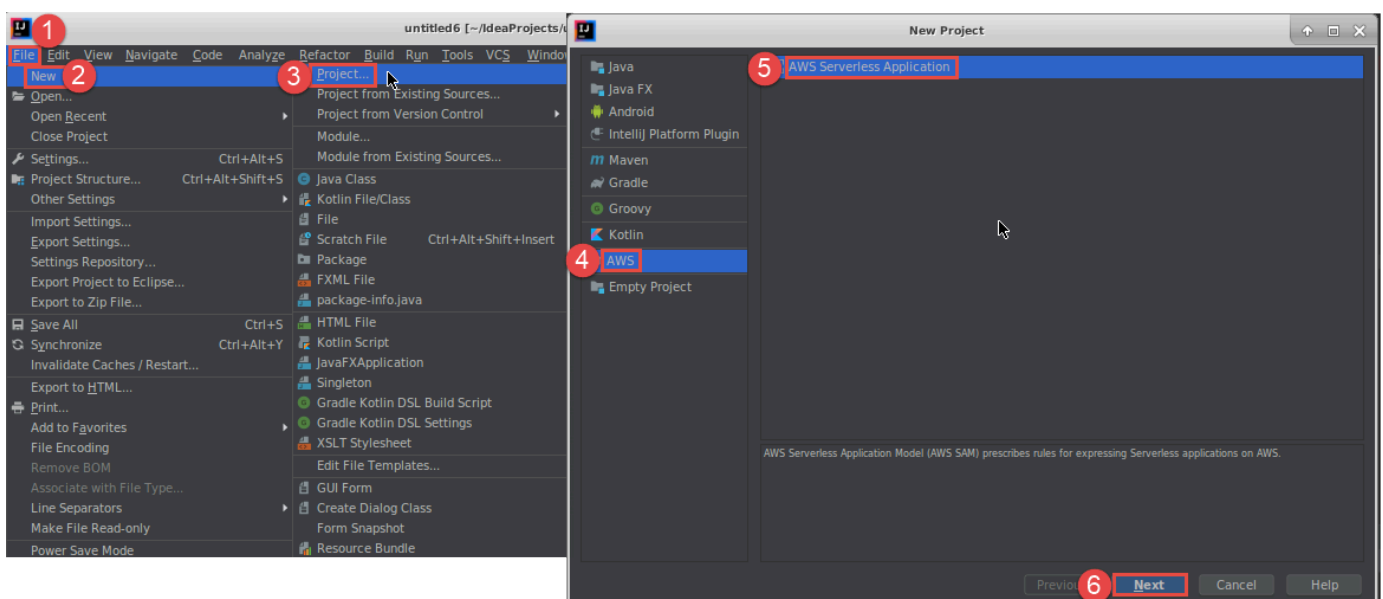 1
untitled6 [~/IdeaProjects/
File Edit View Navigate Code Analyze Refactor Build Run Tools VCS
New
2
Open...
Open Recent
Close Project
Settings... Ctrl+Alt+S
Project Structure... Ctrl+Alt+Shift+S
Other Settings
Import Settings...
Export Settings...
Settings Repository...
Export Project to Eclipse...
Export to Zip File...
Save All Ctrl+S
Synchronize Ctrl+Alt+Y
Invalidate Caches / Restart...
Export to HTML...
Print...
Add to Favorites
File Encoding
Remove BOM
Associate with File Type...
Line Separators
Make File Read-only
Power Save Mode
3
Project...
Project from Existing Sources...
Project from Version Control
Module...
Module from Existing Sources...
Java Class
Kotlin File/Class
File
Scratch File Ctrl+Alt+Shift+Insert
Package
FXML File
package-info.java
HTML File
Kotlin Script
JavaFXApplication
Singleton
Gradle Kotlin DSL Build Script
Gradle Kotlin DSL Settings
XSLT Stylesheet
Edit File Templates...
GUI Form
Create Dialog Class
Form Snapshot
Resource Bundle
New Project
Java
Java FX
Android
IntelliJ Platform Plugin
Maven
Gradle
Groovy
Kotlin
4
AWS
Empty Project
5
AWS Serverless Application
AWS Serverless Application Model (AWS SAM) prescribes rules for expressing Serverless applications on AWS.
6
Next
Cancel
Help